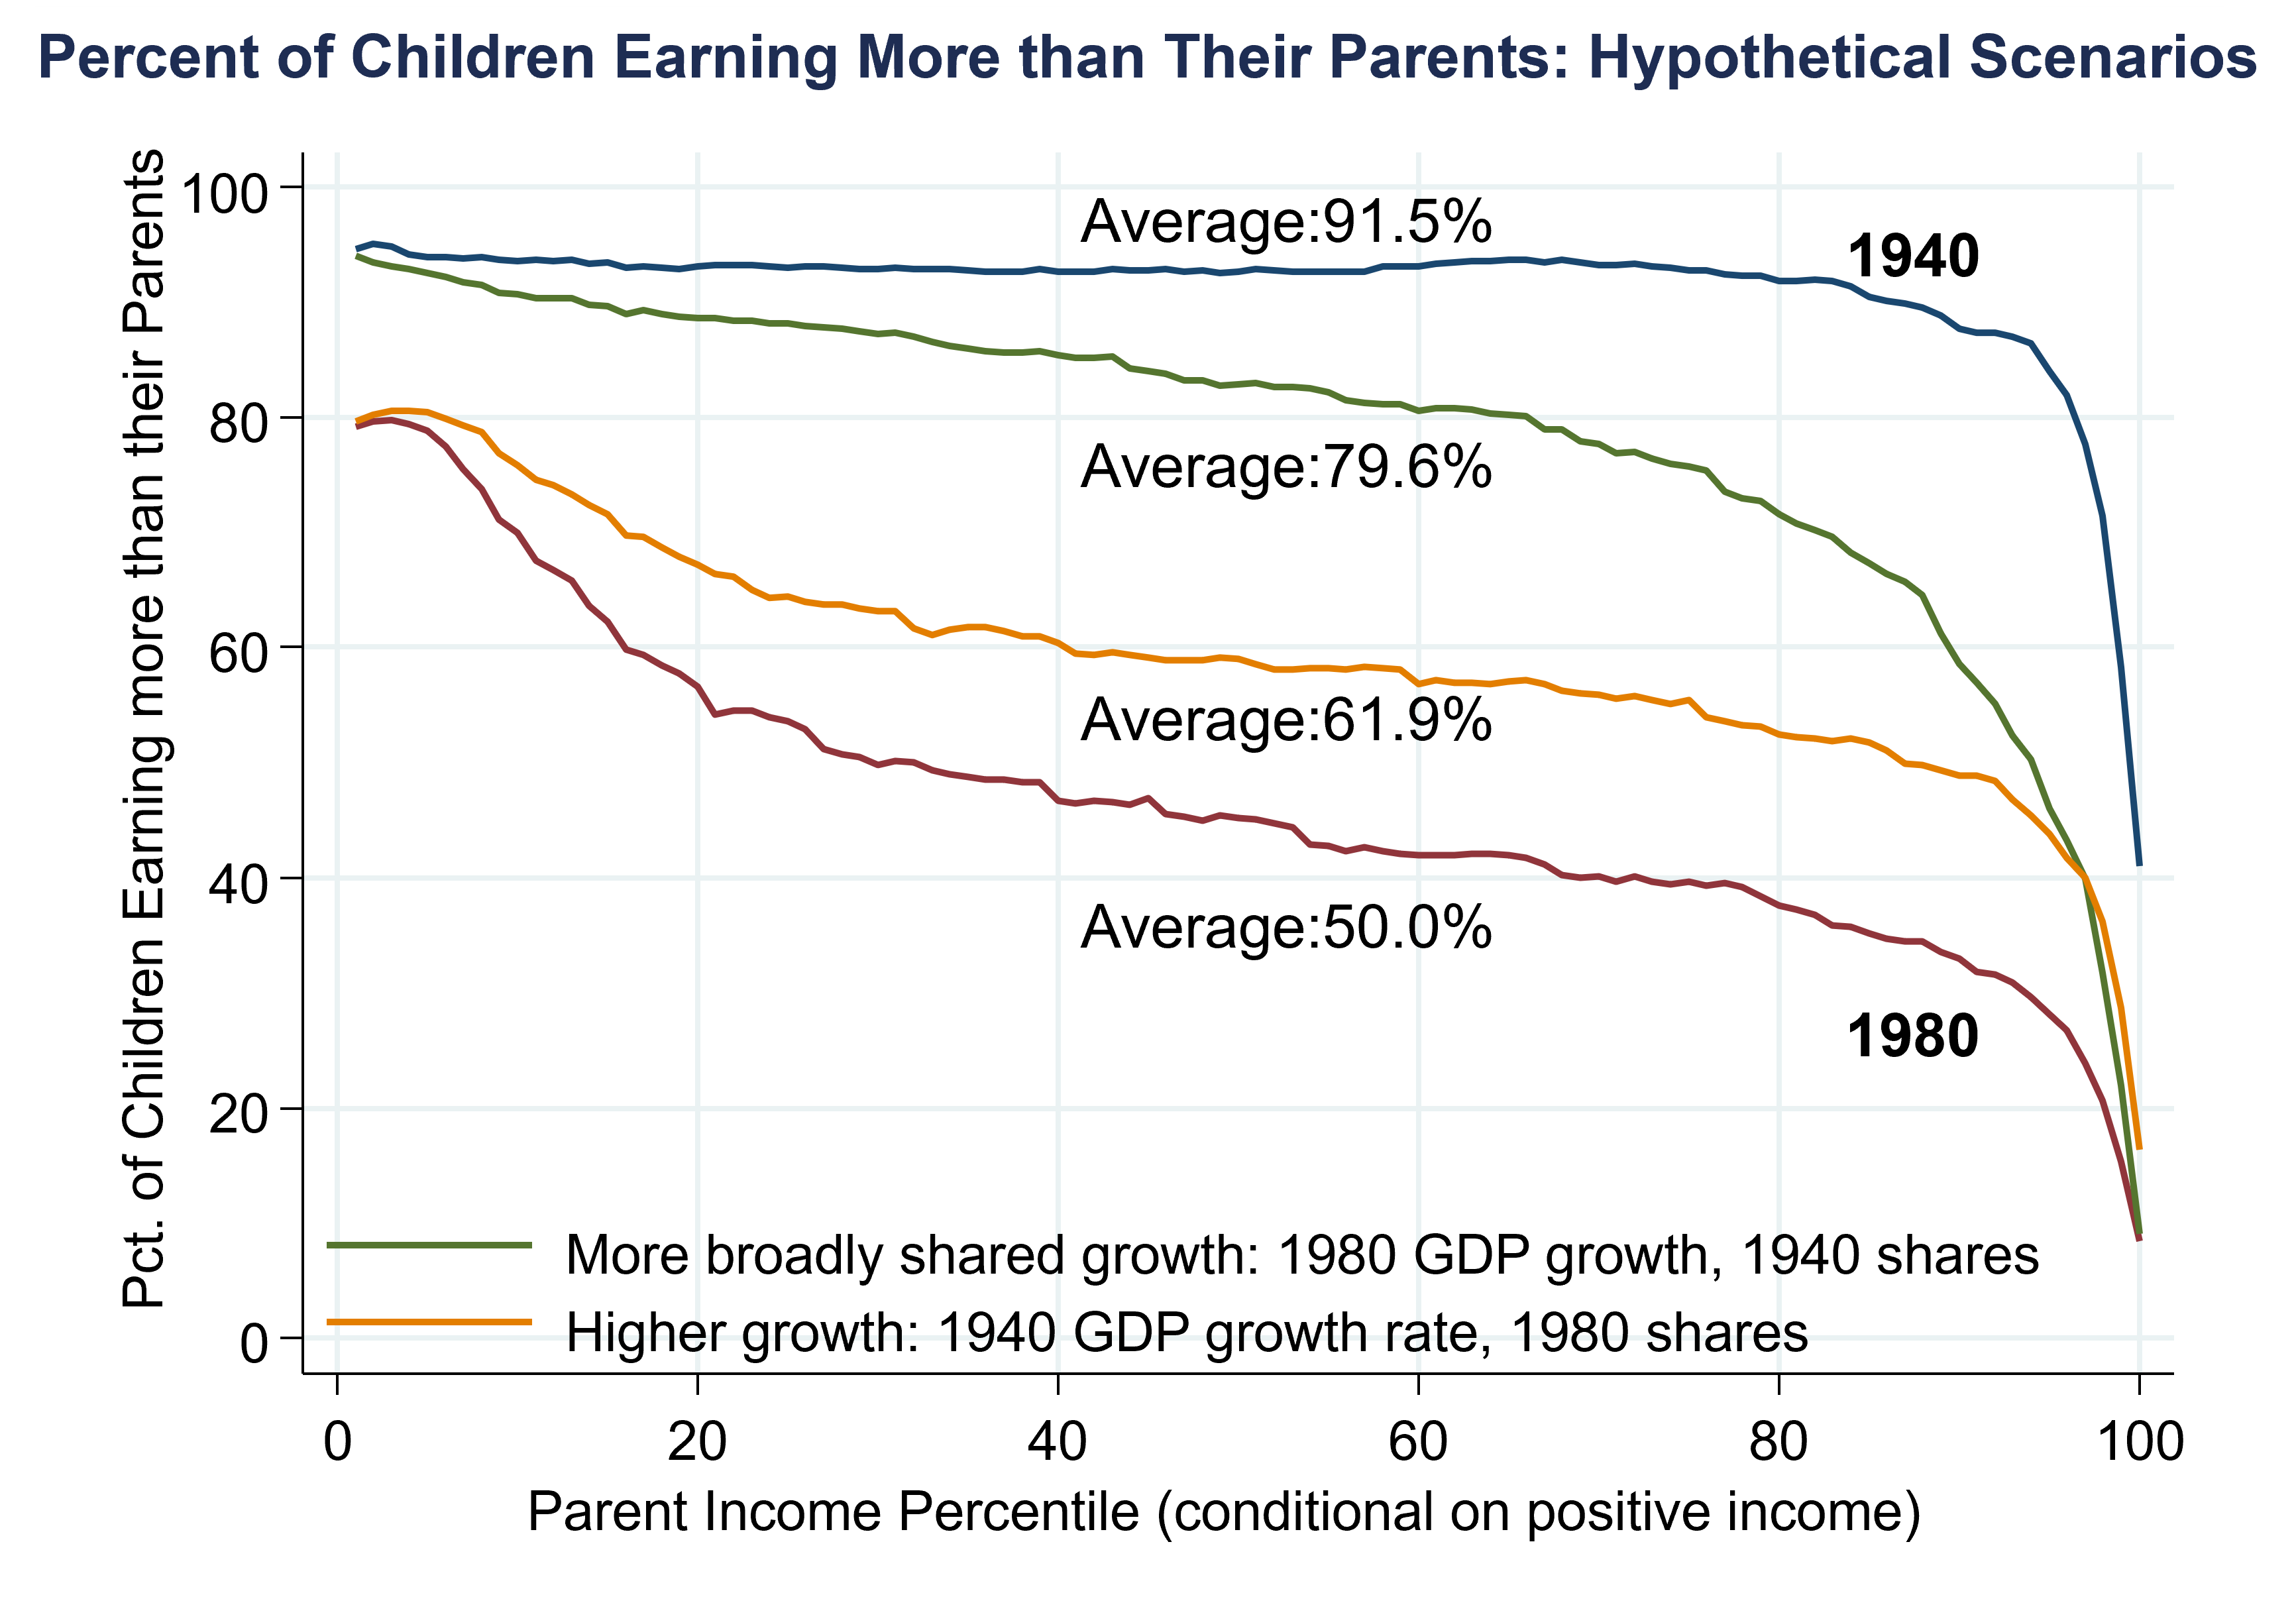 Percent of Children Earning More than Their Parents: Hypothetical Scenarios
Pct. of Children Earning more than their Parents
100
80
60
40
20
0
Average:91.5%
1940
Average:79.6%
Average:61.9%
Average:50.0%
1980
More broadly shared growth: 1980 GDP growth, 1940 shares
Higher growth: 1940 GDP growth rate, 1980 shares
0 20 40 60 80 100
Parent Income Percentile (conditional on positive income)